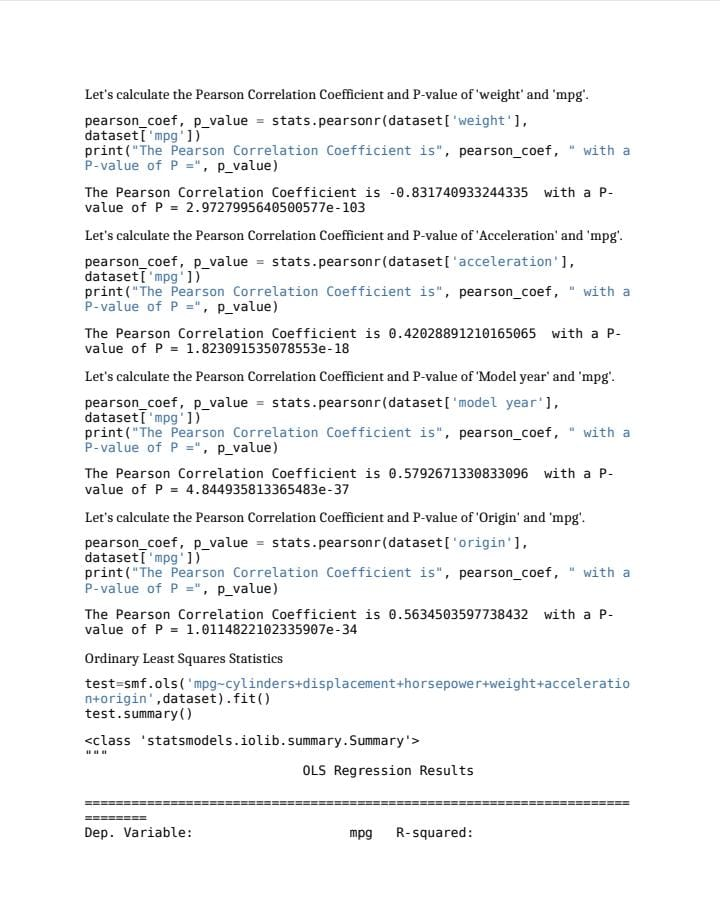 Let's calculate the Pearson Correlation Coefficient and P-value of 'weight' and 'mpg'.
pearson_coef, p_value = stats.pearsonr(dataset['weight'],
dataset['mpg'])
print("The Pearson Correlation Coefficient is", pearson_coef, " with a
P-value of P =", p_value)
The Pearson Correlation Coefficient is -0.831740933244335  with a P-
value of P = 2.9727995640500577e-103
Let's calculate the Pearson Correlation Coefficient and P-value of 'Acceleration' and 'mpg'.
pearson_coef, p_value = stats.pearsonr(dataset['acceleration'],
dataset['mpg'])
print("The Pearson Correlation Coefficient is", pearson_coef, " with a
P-value of P =", p_value)
The Pearson Correlation Coefficient is 0.42028891210165065  with a P-
value of P = 1.823091535078553e-18
Let's calculate the Pearson Correlation Coefficient and P-value of 'Model year' and 'mpg'.
pearson_coef, p_value = stats.pearsonr(dataset['model year'],
dataset['mpg'])
print("The Pearson Correlation Coefficient is", pearson_coef, " with a
P-value of P =", p_value)
The Pearson Correlation Coefficient is 0.5792671330833096  with a P-
value of P = 4.844935813365483e-37
Let's calculate the Pearson Correlation Coefficient and P-value of 'Origin' and 'mpg'.
pearson_coef, p_value = stats.pearsonr(dataset['origin'],
dataset['mpg'])
print("The Pearson Correlation Coefficient is", pearson_coef, " with a
P-value of P =", p_value)
The Pearson Correlation Coefficient is 0.5634503597738432  with a P-
value of P = 1.0114822102335907e-34
Ordinary Least Squares Statistics
test=smf.ols('mpg~cylinders+displacement+horsepower+weight+acceleratio
n+origin',dataset).fit()
test.summary()
<class 'statsmodels.iolib.summary.Summary'>
"""
OLS Regression Results
======================================================================
========
Dep. Variable:                    mpg   R-squared: